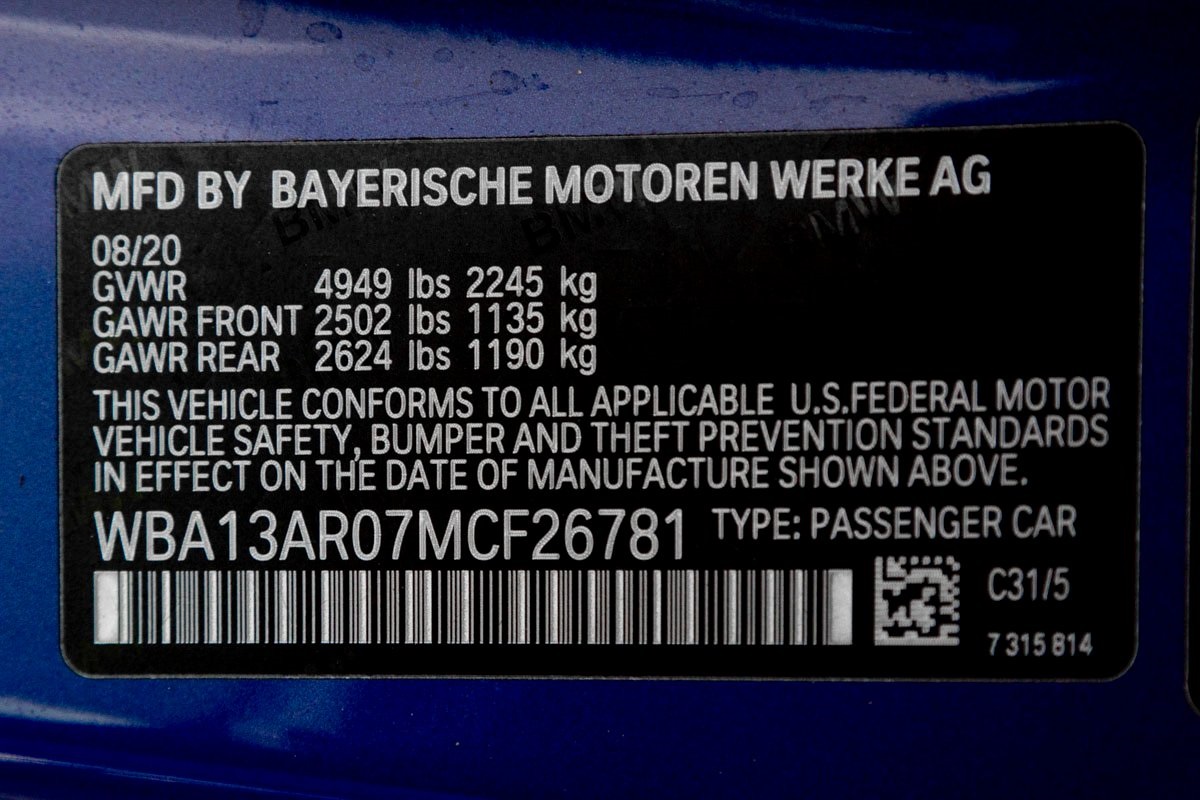 MFD BY BAYERISCHE MOTOREN WERKE AG
08/20
GVWR 4949 lbs 2245 kg
GAWR FRONT 2502 lbs 1135 kg
GAWR REAR 2624 lbs 1190 kg
THIS VEHICLE CONFORMS TO ALL APPLICABLE U.S.FEDERAL MOTOR
VEHICLE SAFETY, BUMPER AND THEFT PREVENTION STANDARDS
IN EFFECT ON THE DATE OF MANUFACTURE SHOWN ABOVE.
WBA13AR07MCF26781 TYPE: PASSENGER CAR
C31/5
7 315 814